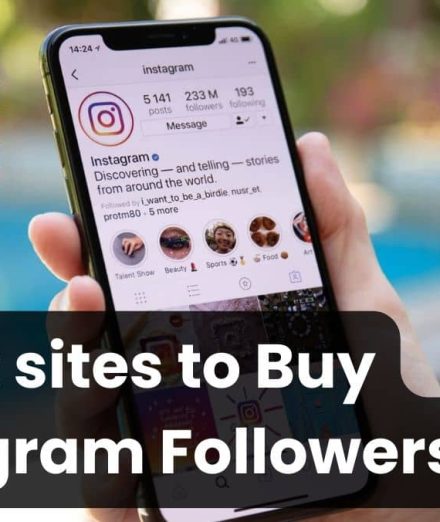 14:24
4G
instagram
5 141 233 M 193
posts followers following
Message
Instagram
Discovering — and telling — stories
from around the world.
Followed by i_want_to_be_a_birdie, nusr_et,
protm80 + 5 more
Talent Show Beauty 💄 Sports 🏀🏅 🍪 Food Art
sites to Buy
gram Followers